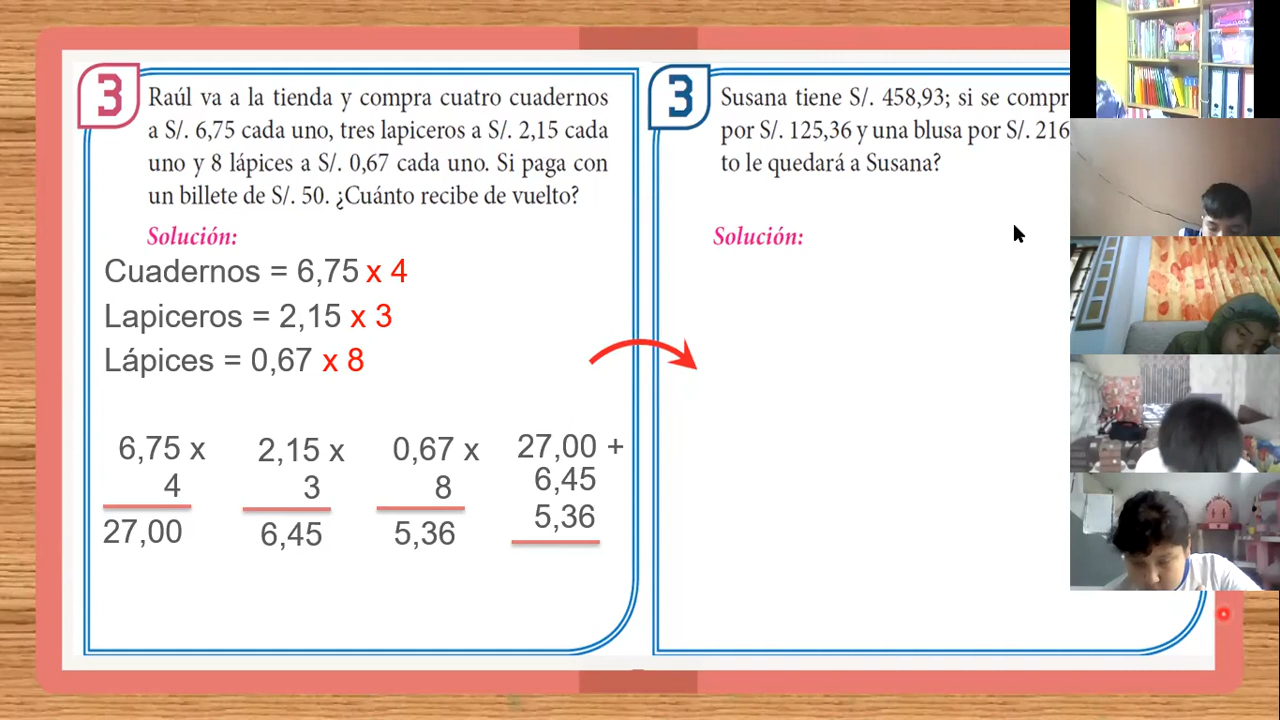 3
Raúl va a la tienda y compra cuatro cuadernos
a S/. 6,75 cada uno, tres lapiceros a S/. 2,15 cada
uno y 8 lápices a S/. 0,67 cada uno. Si paga con
un billete de S/. 50. ¿Cuánto recibe de vuelto?
Solución:
Cuadernos = 6,75 x 4
Lapiceros = 2,15 x 3
Lápices = 0,67 x 8
6,75 x
4
27,00
2,15 x
3
6,45
0,67 x
8
5,36
27,00 +
6,45
5,36
3
Susana tiene S/. 458,93; si se compr
por S/. 125,36 y una blusa por S/. 216
to le quedará a Susana?
Solución: